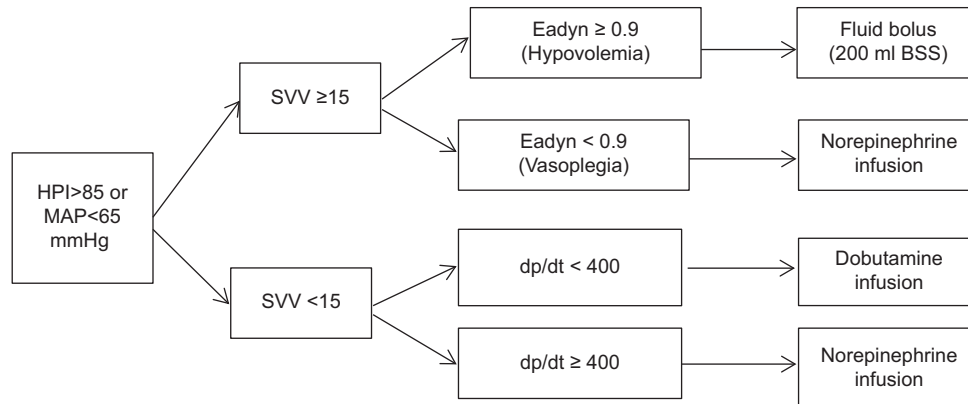 HPI>85 or
MAP<65
mmHg
SVV ≥15
SVV <15
Eadyn ≥ 0.9
(Hypovolemia)
Eadyn < 0.9
(Vasoplegia)
dp/dt < 400
dp/dt ≥ 400
Fluid bolus
(200 ml BSS)
Norepinephrine
infusion
Dobutamine
infusion
Norepinephrine
infusion